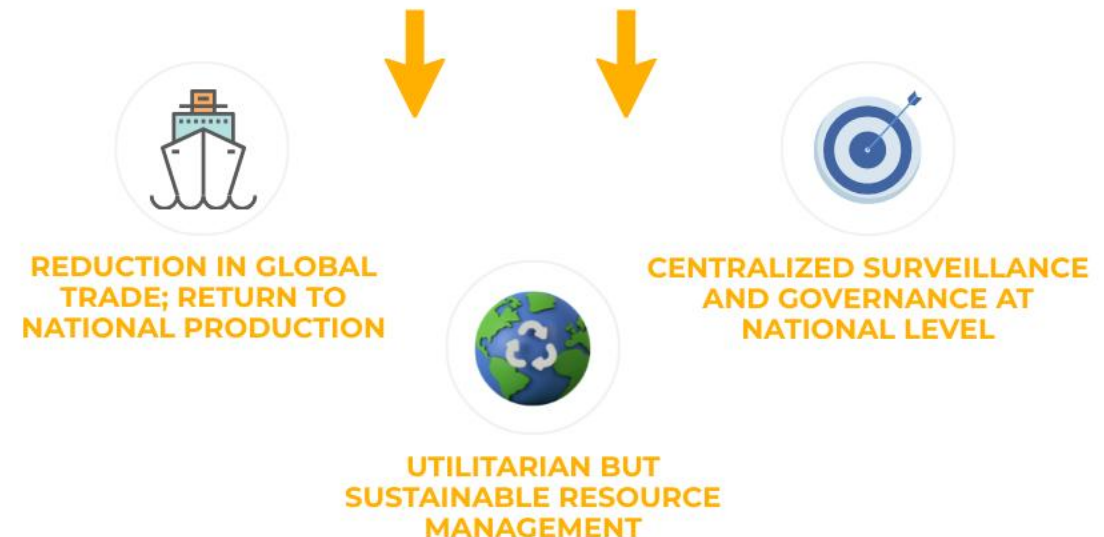 REDUCTION IN GLOBAL
TRADE; RETURN TO
NATIONAL PRODUCTION
CENTRALIZED SURVEILLANCE
AND GOVERNANCE AT
NATIONAL LEVEL
UTILITARIAN BUT
SUSTAINABLE RESOURCE
MANAGEMENT